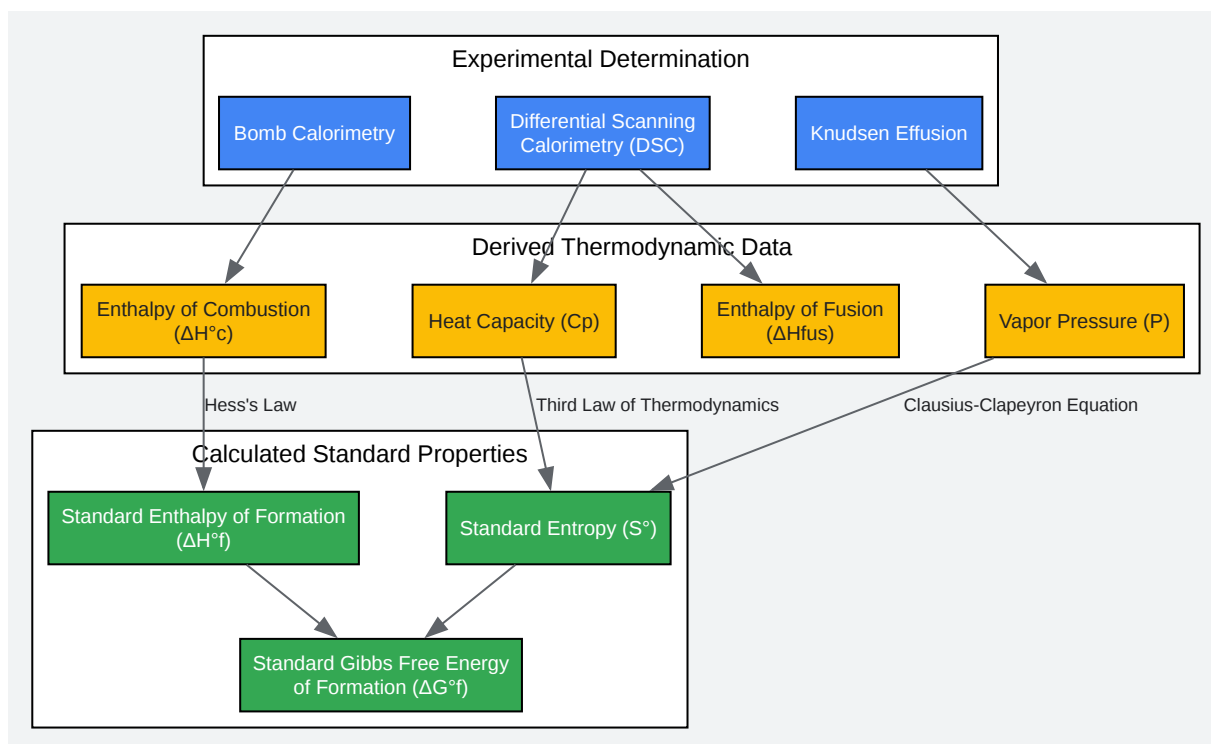 Experimental Determination
Bomb Calorimetry
Differential Scanning
Calorimetry (DSC)
Knudsen Effusion
Derived Thermodynamic Data
Enthalpy of Combustion
(ΔH°c)
Heat Capacity (Cp)
Enthalpy of Fusion
(ΔHfus)
Vapor Pressure (P)
Hess's Law
Third Law of Thermodynamics
Clausius-Clapeyron Equation
Calculated Standard Properties
Standard Enthalpy of Formation
(ΔH°f)
Standard Entropy (S°)
Standard Gibbs Free Energy
of Formation (ΔG°f)